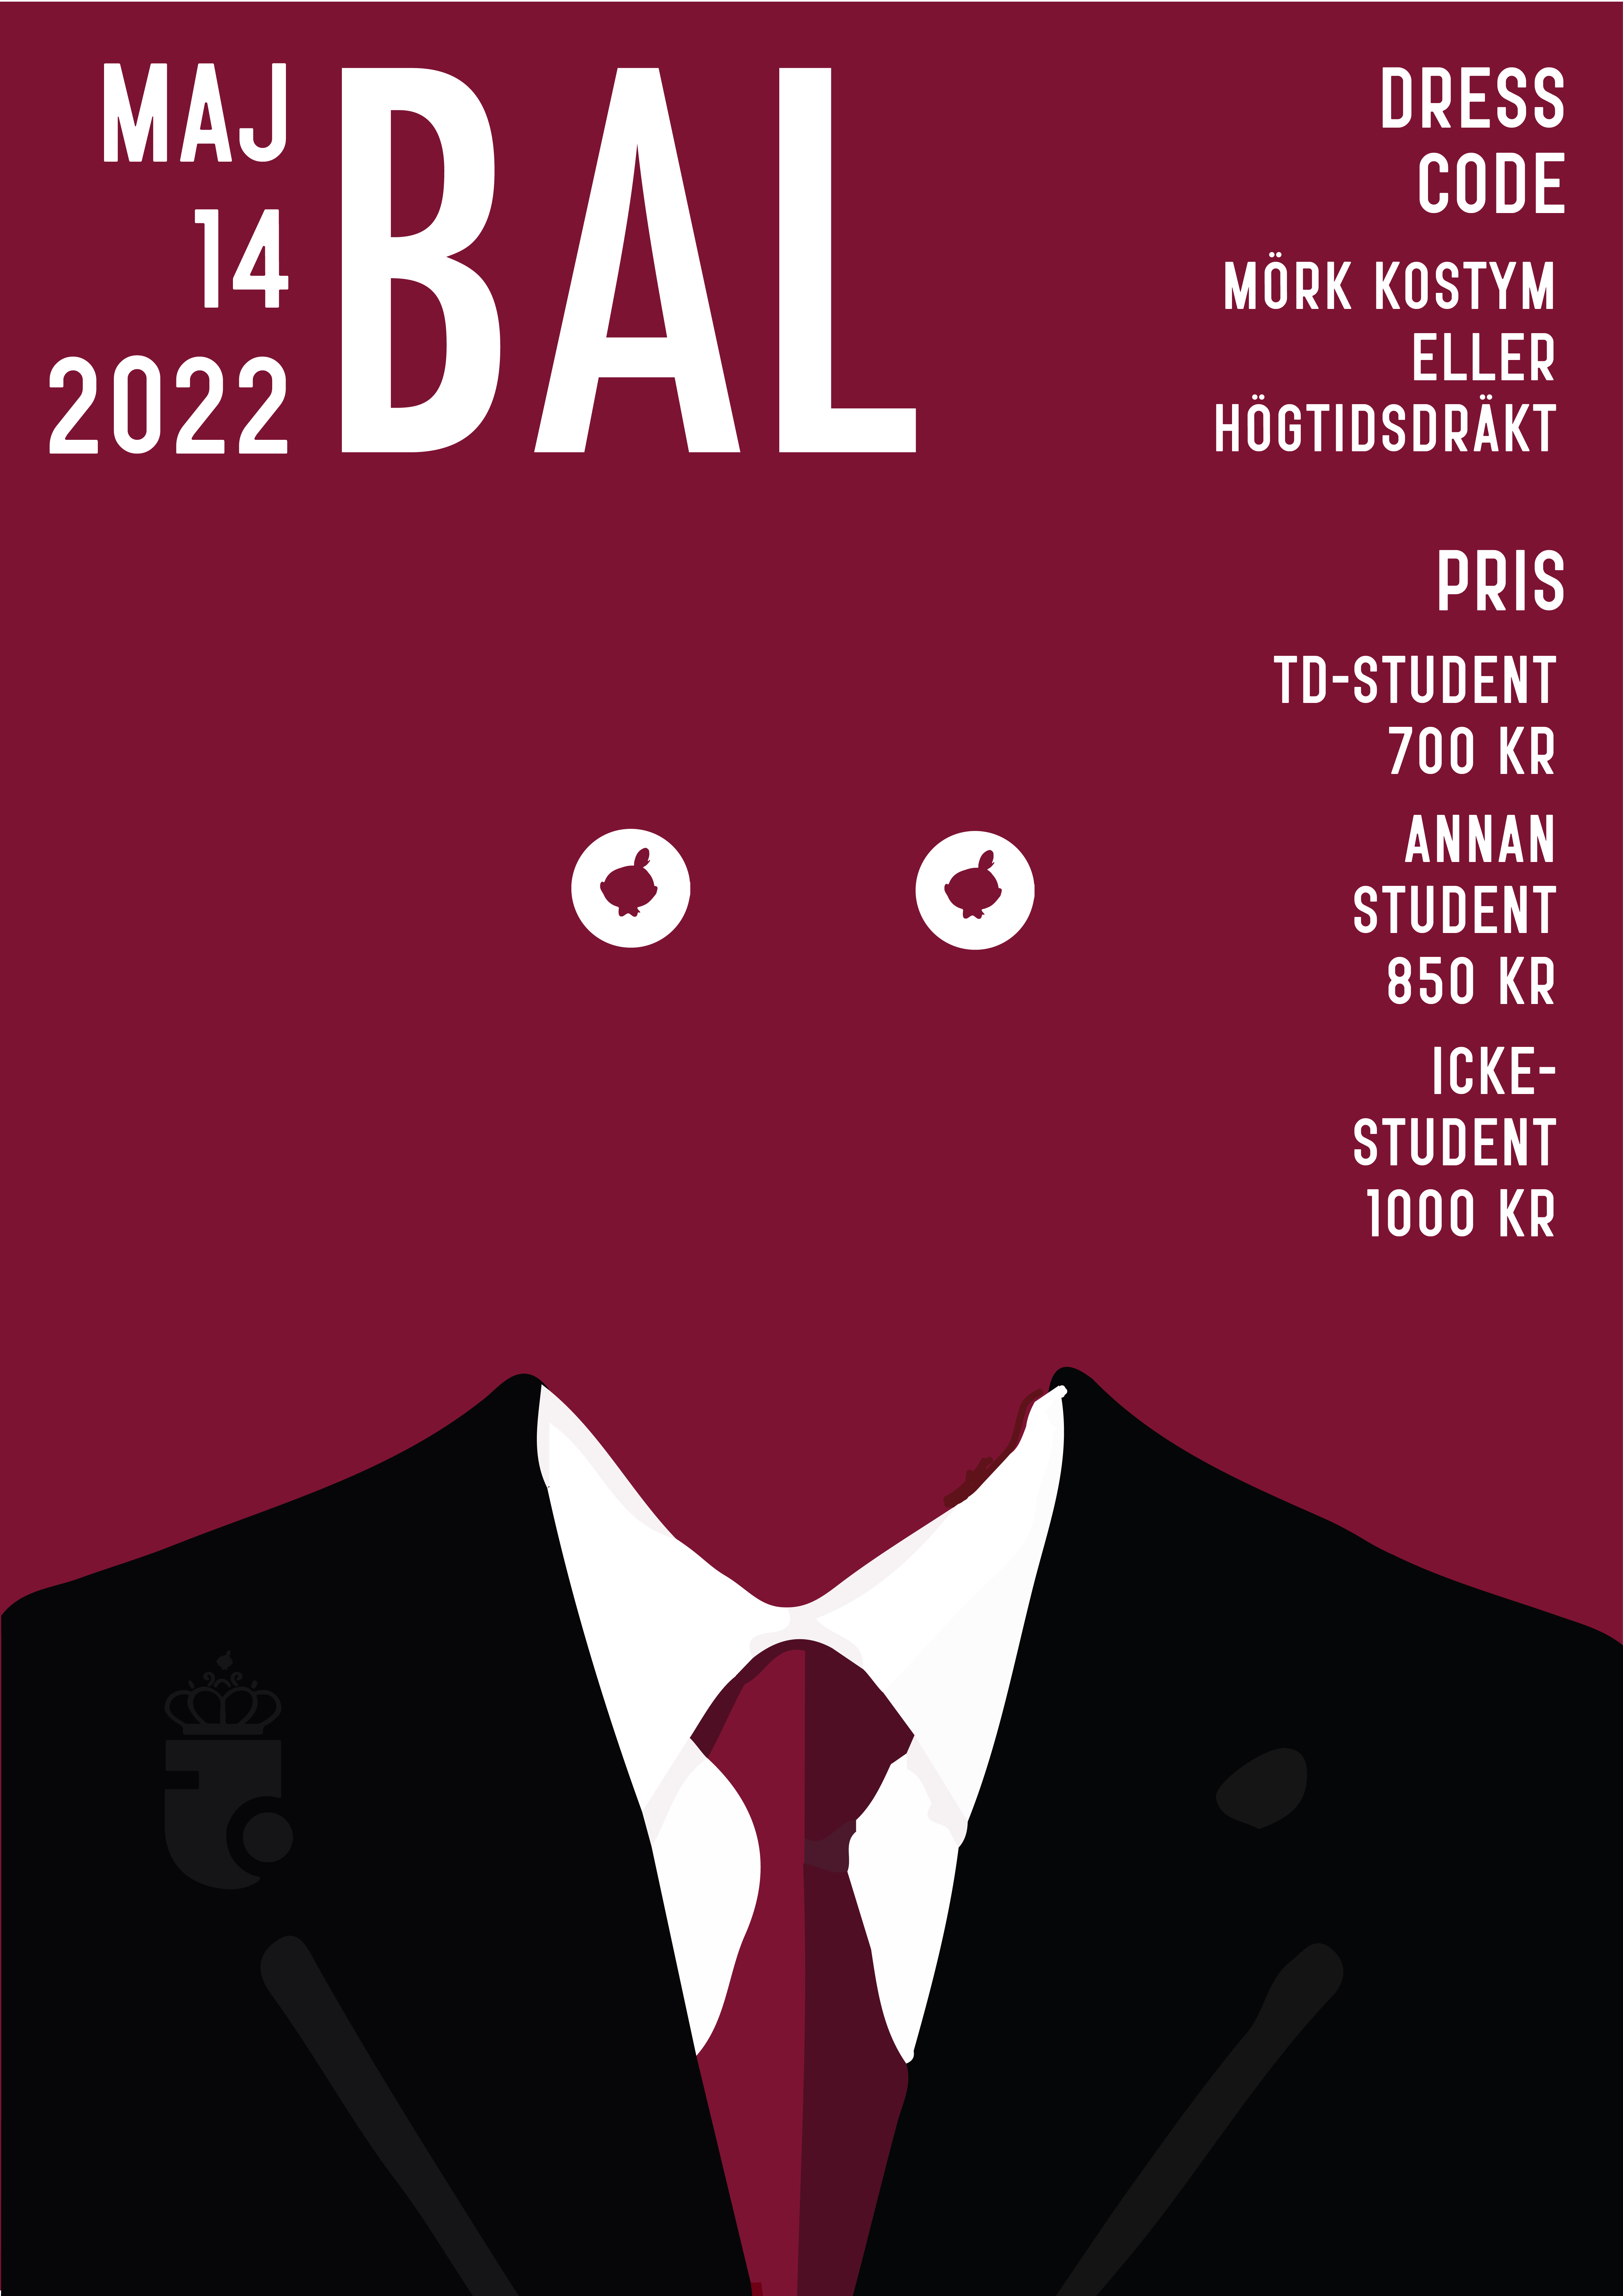 MAJ
14
2022
BAL
DRESS
CODE
MÖRK KOSTYM
ELLER
HÖGTIDSDRÄKT
PRIS
TD-STUDENT
700 KR
ANNAN
STUDENT
850 KR
ICKE-
STUDENT
1000 KR